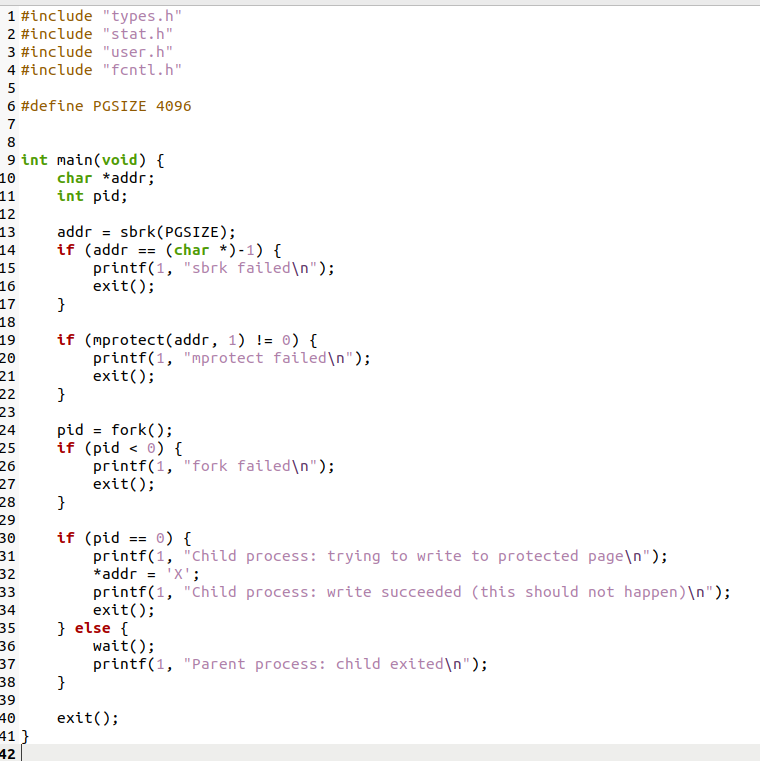 1 #include "types.h"
2 #include "stat.h"
3 #include "user.h"
4 #include "fcntl.h"
5
6 #define PGSIZE 4096
7
8
9 int main(void) {
10     char *addr;
11     int pid;
12
13     addr = sbrk(PGSIZE);
14     if (addr == (char *)-1) {
15         printf(1, "sbrk failed\n");
16         exit();
17     }
18
19     if (mprotect(addr, 1) != 0) {
20         printf(1, "mprotect failed\n");
21         exit();
22     }
23
24     pid = fork();
25     if (pid < 0) {
26         printf(1, "fork failed\n");
27         exit();
28     }
29
30     if (pid == 0) {
31         printf(1, "Child process: trying to write to protected page\n");
32         *addr = 'X';
33         printf(1, "Child process: write succeeded (this should not happen)\n");
34         exit();
35     } else {
36         wait();
37         printf(1, "Parent process: child exited\n");
38     }
39
40     exit();
41 }
42